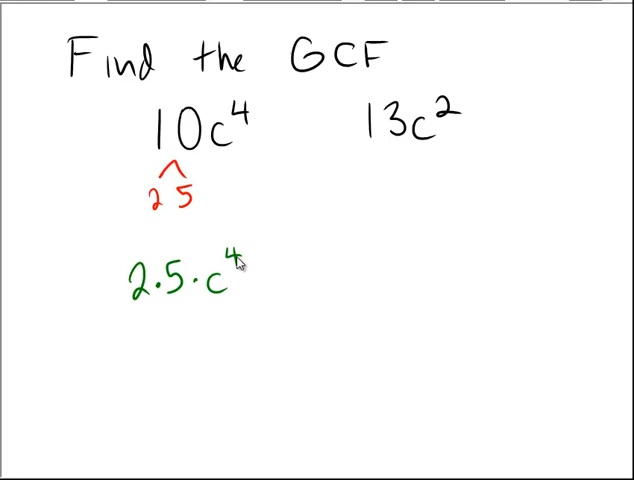 Find the GCF
10c⁴ 13c²
2 5
2·5·c⁴